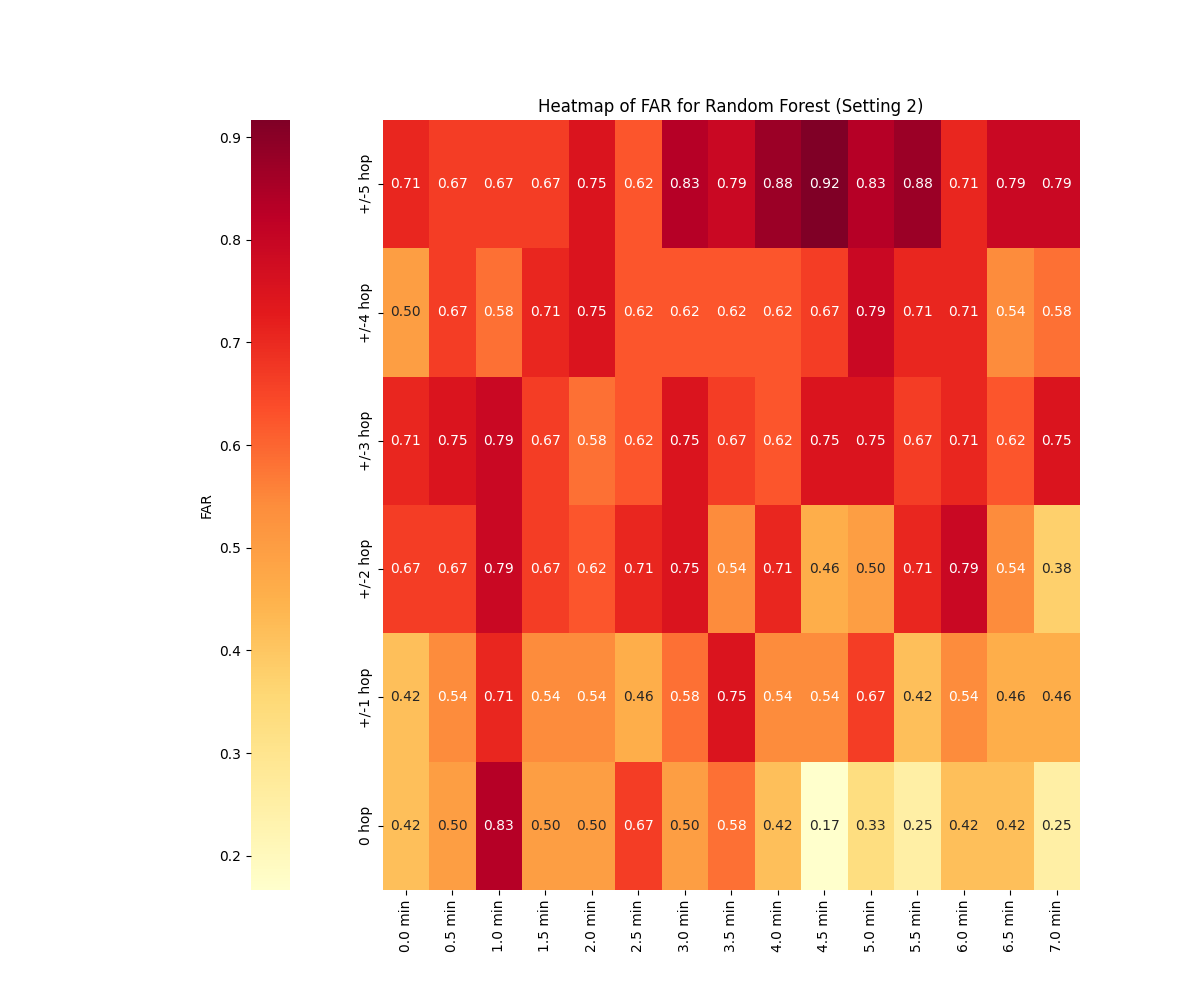 Heatmap of FAR for Random Forest (Setting 2)
0.9
0.8
0.7
0.6
0.5
0.4
0.3
0.2
FAR
+/-5 hop
0.71 0.67 0.67 0.67 0.75 0.62 0.83 0.79 0.88 0.92 0.83 0.88 0.71 0.79 0.79
+/-4 hop
0.50 0.67 0.58 0.71 0.75 0.62 0.62 0.62 0.62 0.67 0.79 0.71 0.71 0.54 0.58
+/-3 hop
0.71 0.75 0.79 0.67 0.58 0.62 0.75 0.67 0.62 0.75 0.75 0.67 0.71 0.62 0.75
+/-2 hop
0.67 0.67 0.79 0.67 0.62 0.71 0.75 0.54 0.71 0.46 0.50 0.71 0.79 0.54 0.38
+/-1 hop
0.42 0.54 0.71 0.54 0.54 0.46 0.58 0.75 0.54 0.54 0.67 0.42 0.54 0.46 0.46
0 hop
0.42 0.50 0.83 0.50 0.50 0.67 0.50 0.58 0.42 0.17 0.33 0.25 0.42 0.42 0.25
0.0 min
0.5 min
1.0 min
1.5 min
2.0 min
2.5 min
3.0 min
3.5 min
4.0 min
4.5 min
5.0 min
5.5 min
6.0 min
6.5 min
7.0 min